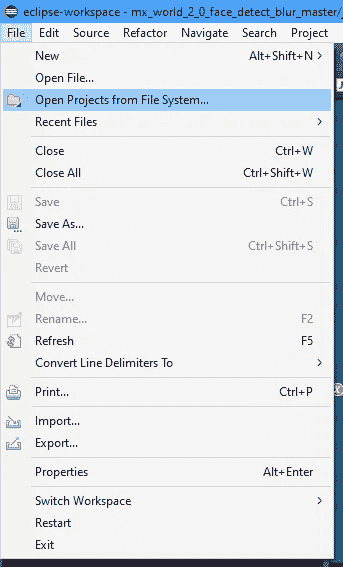 eclipse-workspace - mx_world_2_0_face_detect_blur_master/
File Edit Source Refactor Navigate Search Project
New Alt+Shift+N >
Open File...
Open Projects from File System...
Recent Files >
Close Ctrl+W
Close All Ctrl+Shift+W
Save Ctrl+S
Save As...
Save All Ctrl+Shift+S
Revert
Move...
Rename... F2
Refresh F5
Convert Line Delimiters To >
Print... Ctrl+P
Import...
Export...
Properties Alt+Enter
Switch Workspace >
Restart
Exit